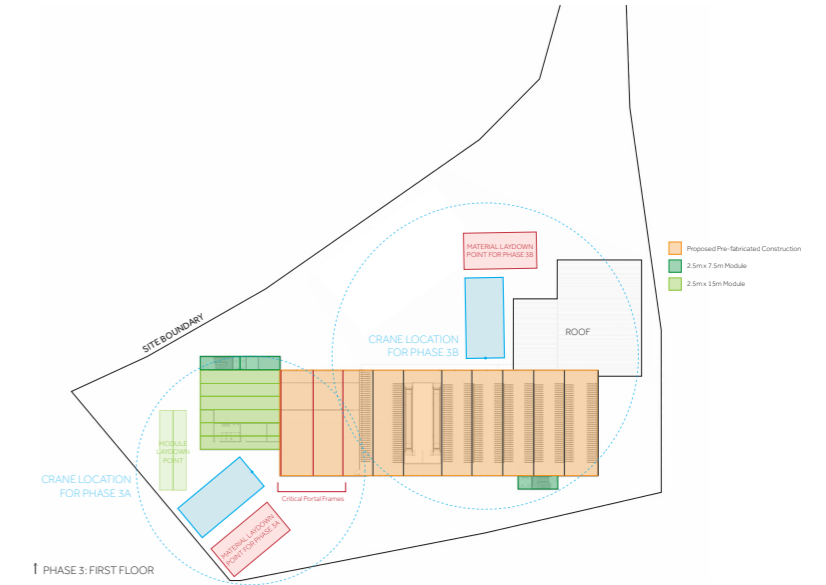 MATERIAL LAYDOWN
POINT FOR PHASE 3B
Proposed Pre-fabricated Construction
2.5m x 7.5m Module
2.5m x 15m Module
SITE BOUNDARY
ROOF
CRANE LOCATION
FOR PHASE 3B
MODULE
LAYDOWN
POINT
CRANE LOCATION
FOR PHASE 3A
Critical Portal Frames
MATERIAL LAYDOWN
POINT FOR PHASE 3A
PHASE 3: FIRST FLOOR